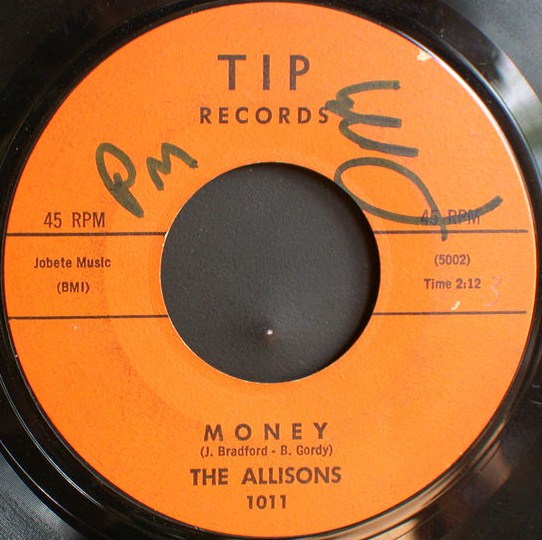 TIP
RECORDS
PM
45 RPM
45 RPM
Jobete Music
(BMI)
(5002)
Time 2:12
MONEY
(J. Bradford - B. Gordy)
THE ALLISONS
1011